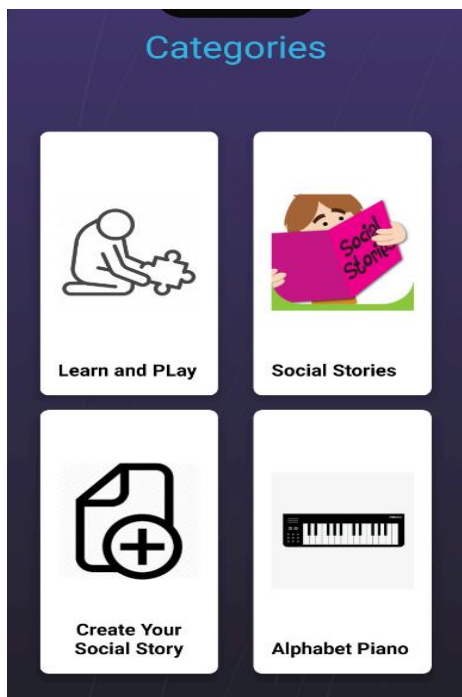 Categories
Social
Stories
Learn and PLay
Social Stories
Create Your
Social Story
Alphabet Piano